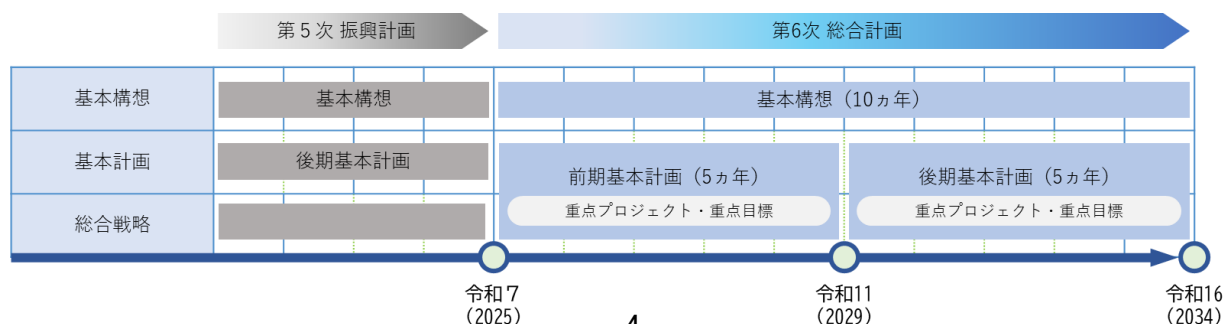 第５次 振興計画
第6次 総合計画
基本構想
基本構想
基本構想（10ヵ年）
基本計画
後期基本計画
前期基本計画（5ヵ年）
後期基本計画（5ヵ年）
重点プロジェクト・重点目標
重点プロジェクト・重点目標
総合戦略
令和７
(2025)
令和11
(2029)
令和16
(2034)